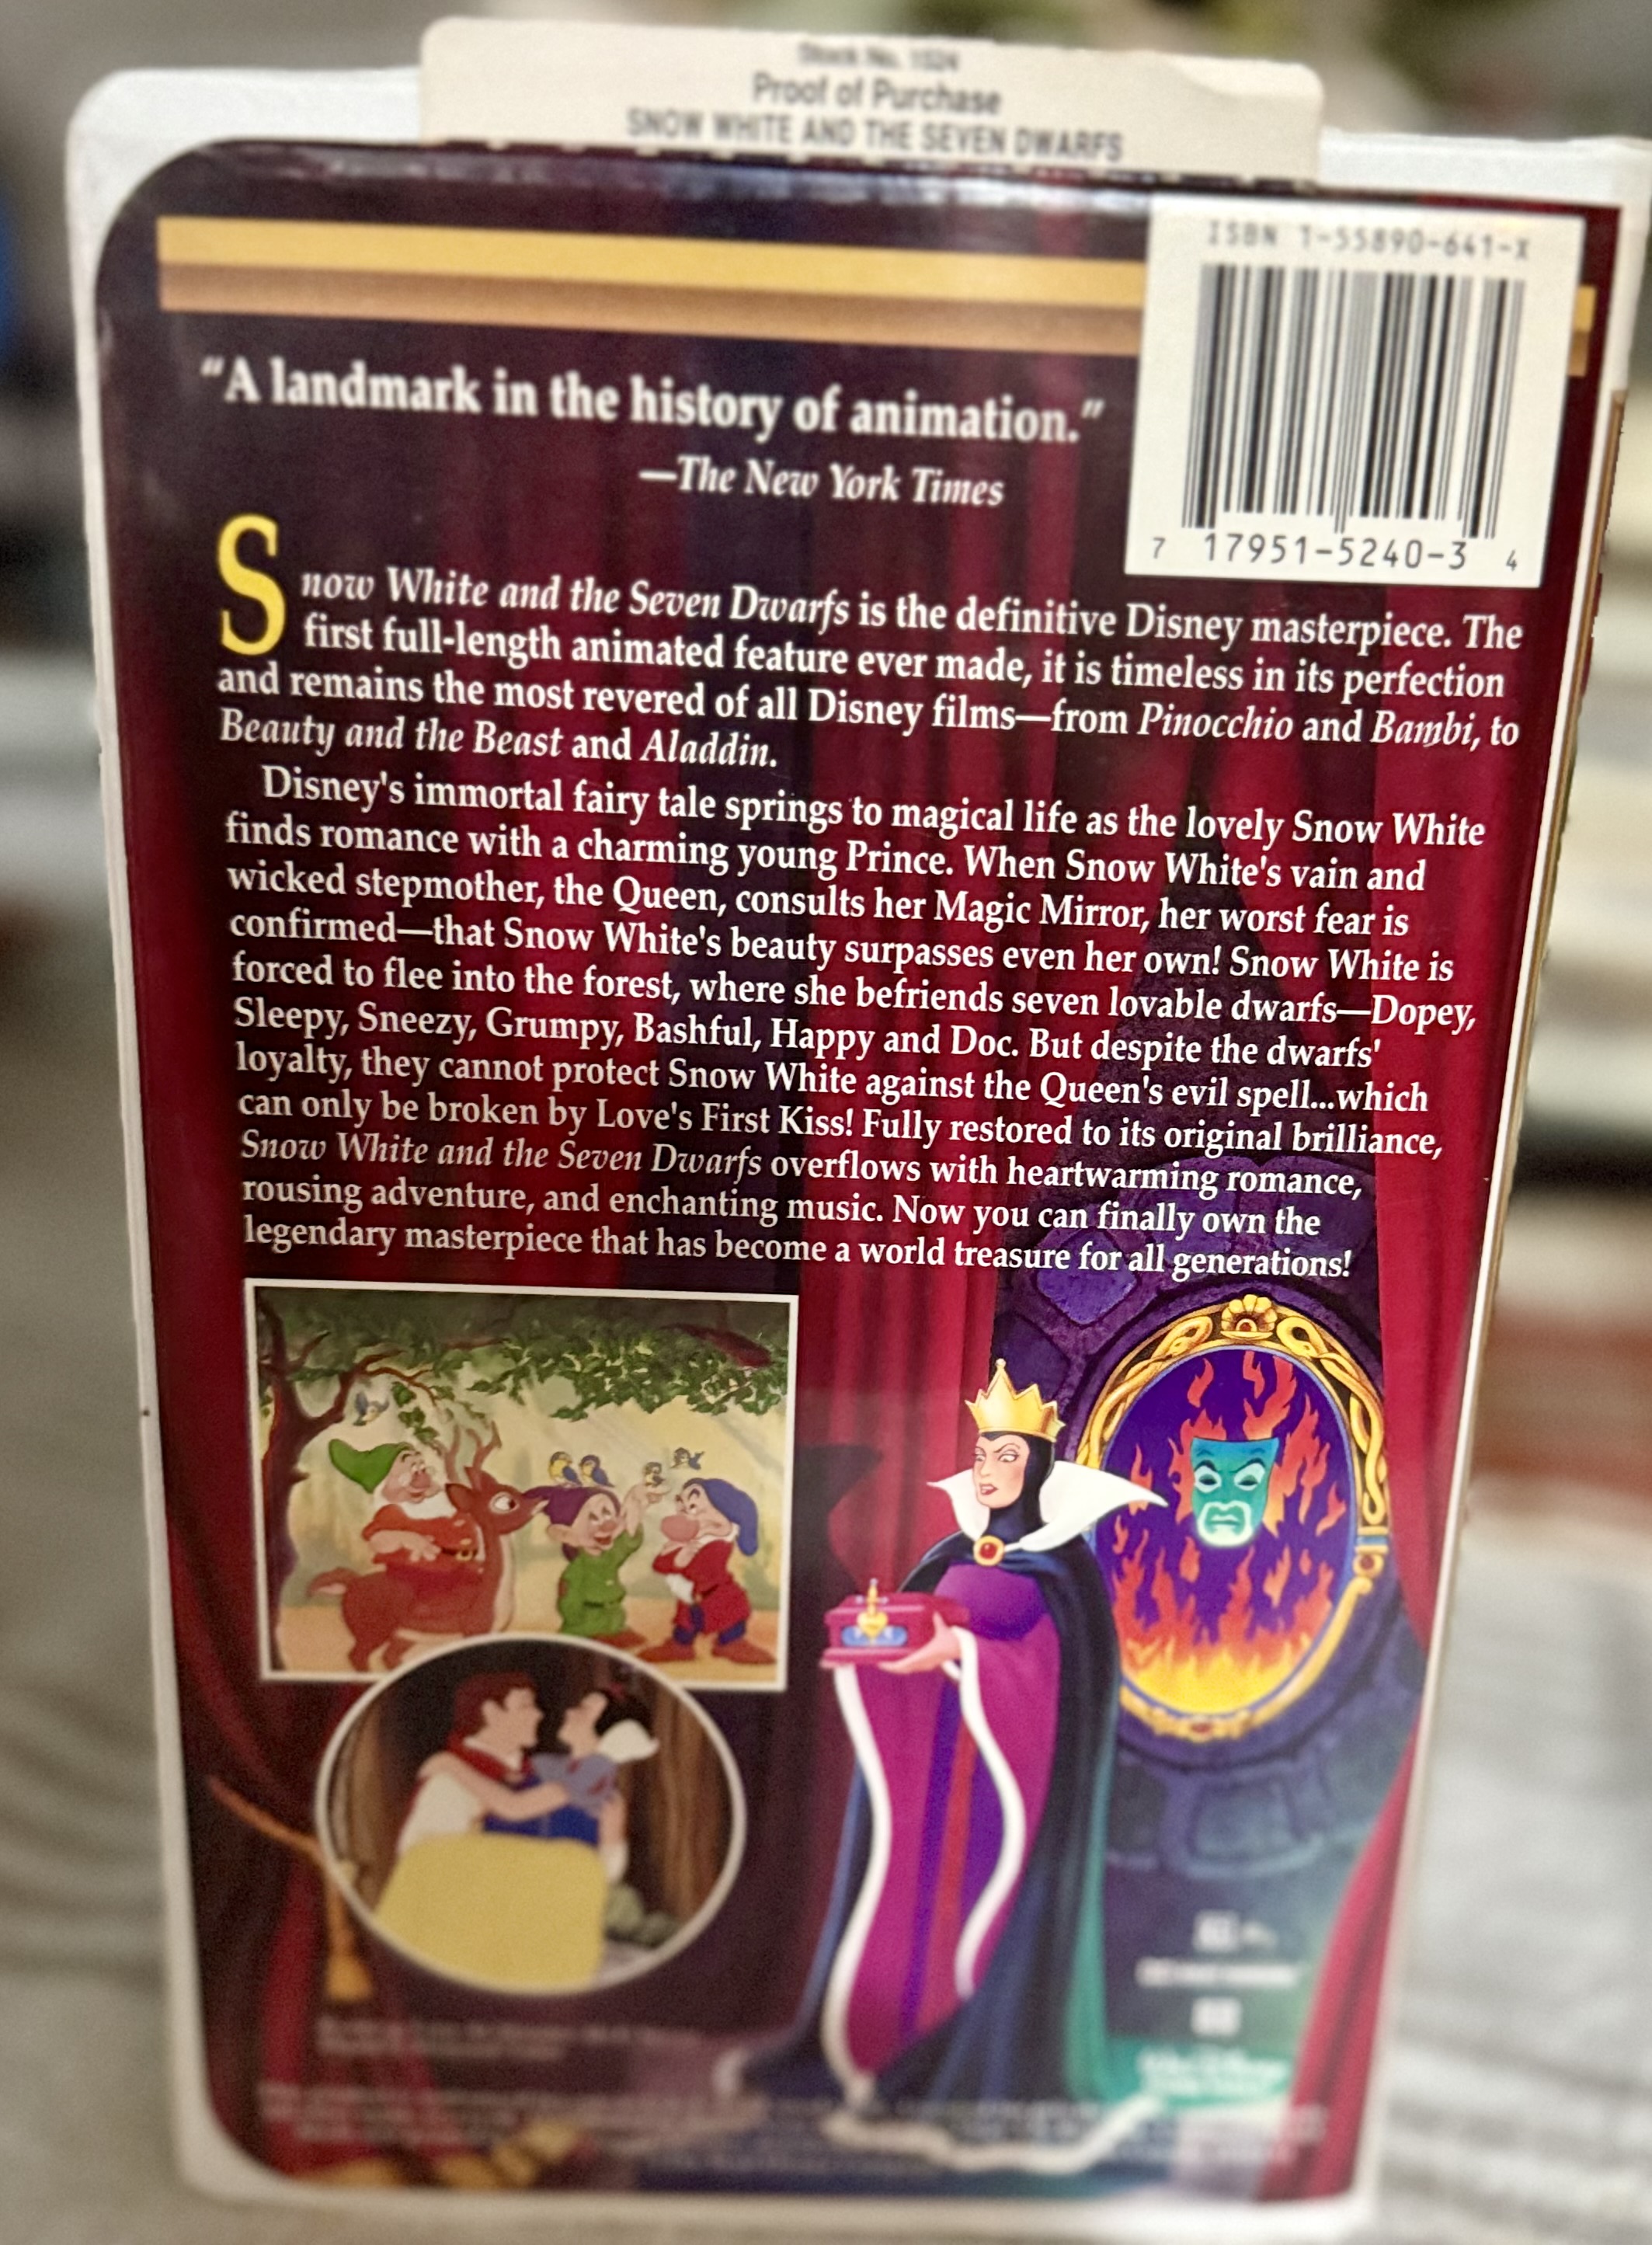 Stock No. 1524
Proof of Purchase
SNOW WHITE AND THE SEVEN DWARFS
ISBN 1-55890-641-X
7 17951-5240-3 4
"A landmark in the history of animation."
—The New York Times
Snow White and the Seven Dwarfs is the definitive Disney masterpiece. The
first full-length animated feature ever made, it is timeless in its perfection
and remains the most revered of all Disney films—from Pinocchio and Bambi, to
Beauty and the Beast and Aladdin.
Disney's immortal fairy tale springs to magical life as the lovely Snow White
finds romance with a charming young Prince. When Snow White's vain and
wicked stepmother, the Queen, consults her Magic Mirror, her worst fear is
confirmed—that Snow White's beauty surpasses even her own! Snow White is
forced to flee into the forest, where she befriends seven lovable dwarfs—Dopey,
Sleepy, Sneezy, Grumpy, Bashful, Happy and Doc. But despite the dwarfs'
loyalty, they cannot protect Snow White against the Queen's evil spell...which
can only be broken by Love's First Kiss! Fully restored to its original brilliance,
Snow White and the Seven Dwarfs overflows with heartwarming romance,
rousing adventure, and enchanting music. Now you can finally own the
legendary masterpiece that has become a world treasure for all generations!